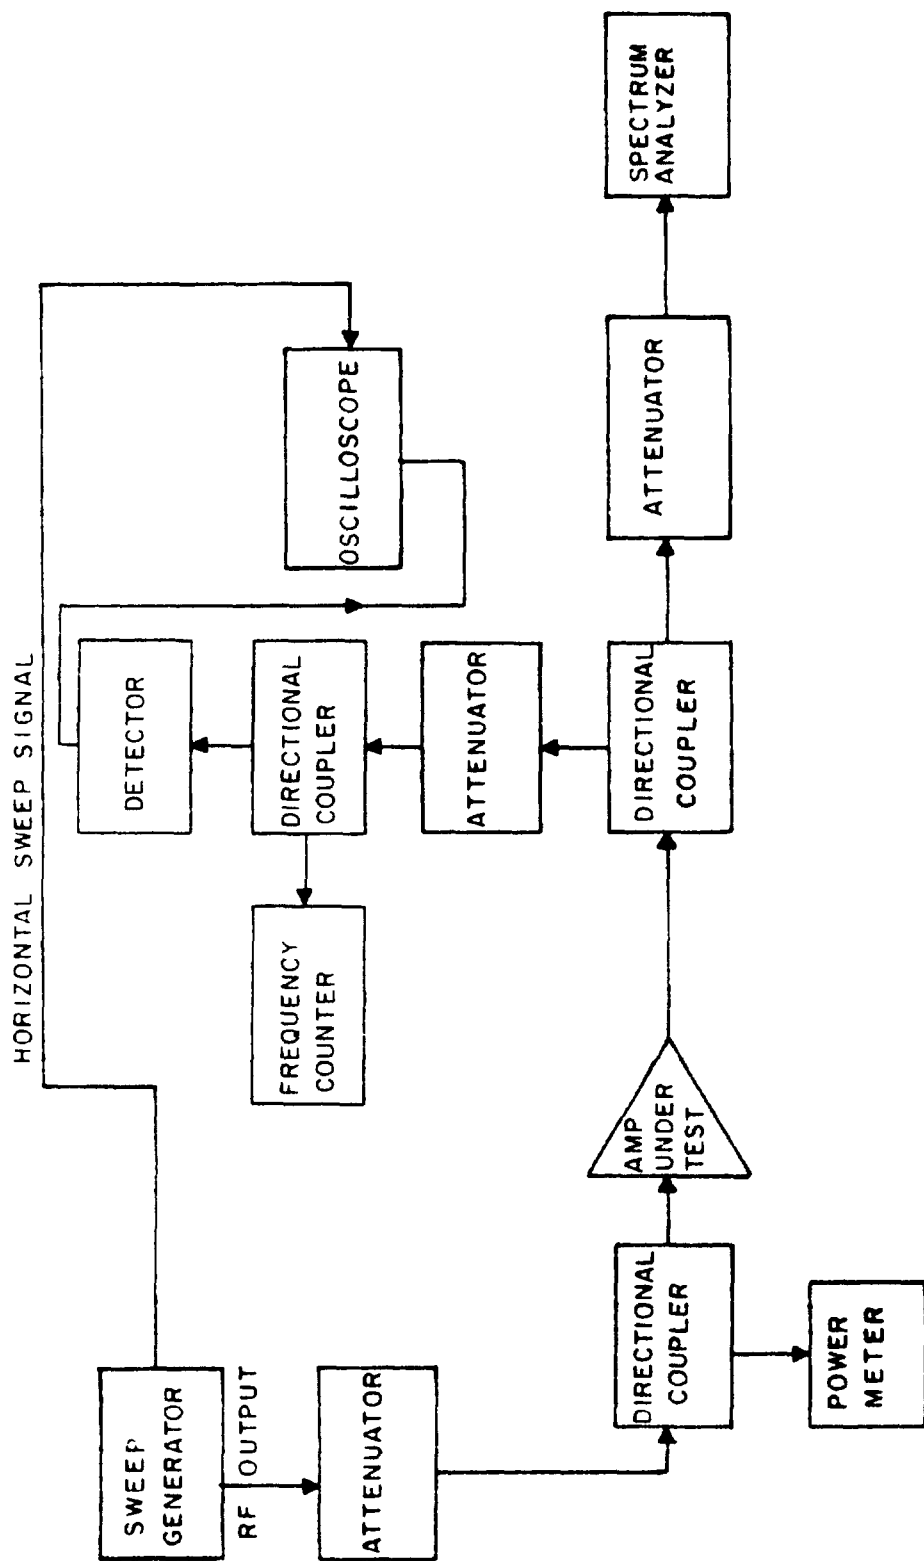 HORIZONTAL SWEEP SIGNAL
SWEEP
GENERATOR
RF OUTPUT
ATTENUATOR
DIRECTIONAL
COUPLER
POWER
METER
AMP
UNDER
TEST
FREQUENCY
COUNTER
DETECTOR
DIRECTIONAL
COUPLER
ATTENUATOR
DIRECTIONAL
COUPLER
OSCILLOSCOPE
ATTENUATOR
SPECTRUM
ANALYZER